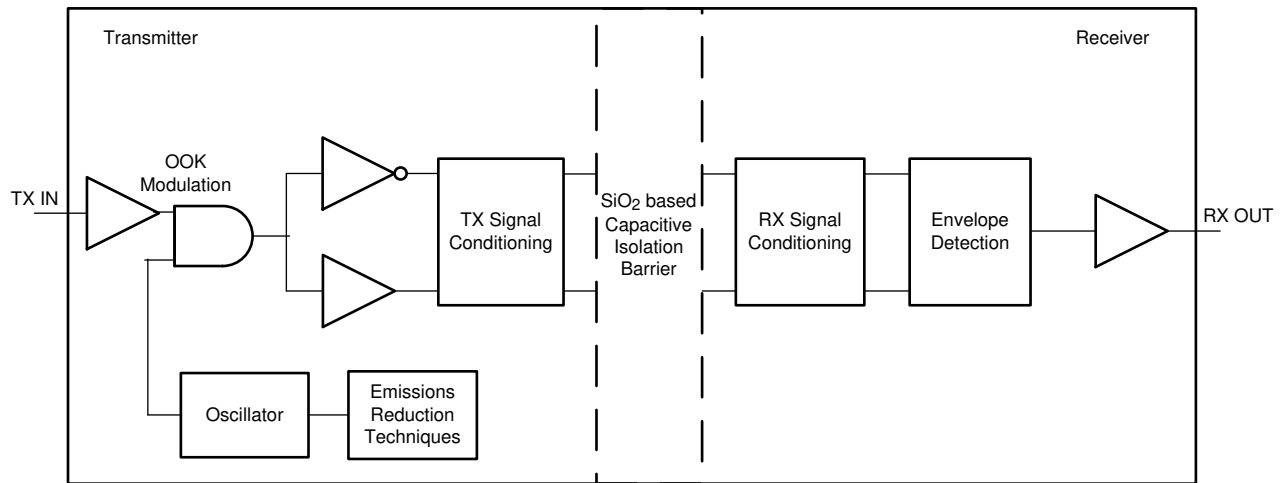 Transmitter
Receiver
OOK
Modulation
TX IN
TX Signal
Conditioning
SiO2 based
Capacitive
Isolation
Barrier
RX Signal
Conditioning
Envelope
Detection
RX OUT
Oscillator
Emissions
Reduction
Techniques